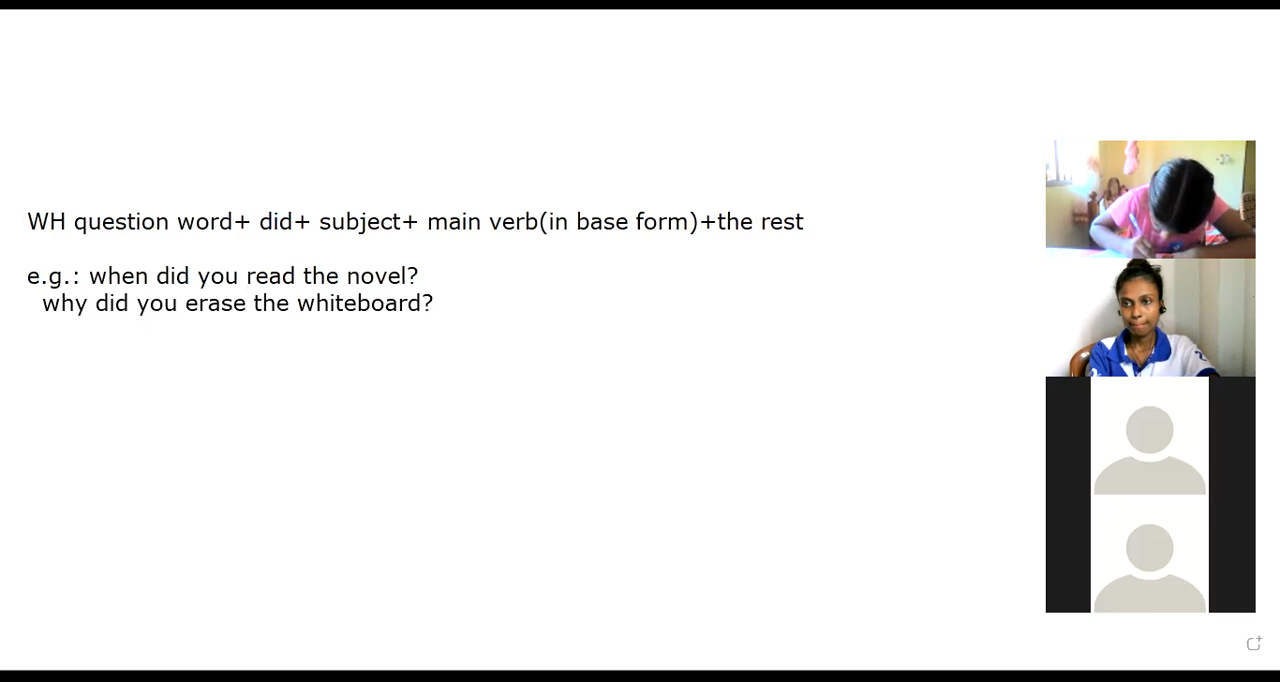 WH question word+ did+ subject+ main verb(in base form)+the rest
e.g.: when did you read the novel?
why did you erase the whiteboard?